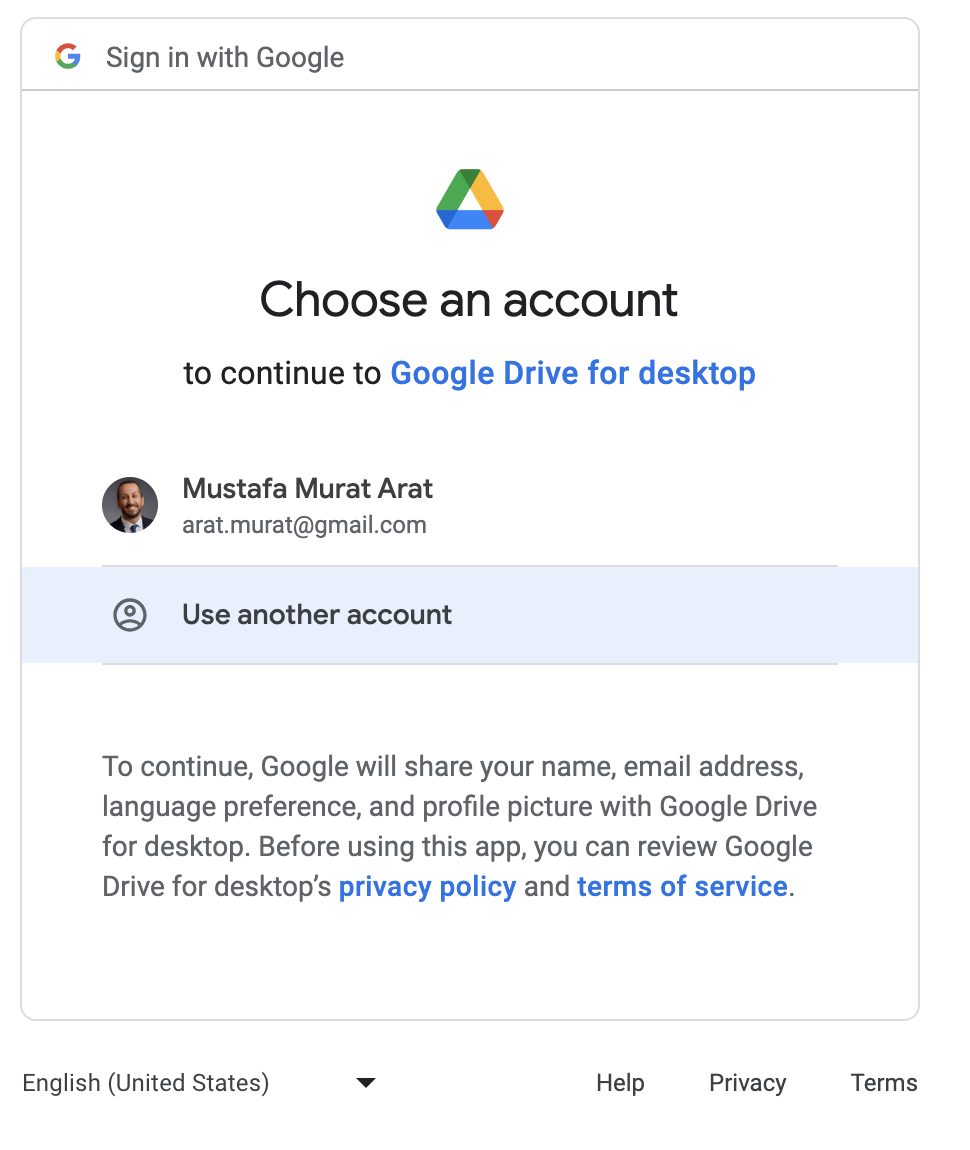 Sign in with Google
Choose an account
to continue to Google Drive for desktop
Mustafa Murat Arat
arat.murat@gmail.com
Use another account
To continue, Google will share your name, email address,
language preference, and profile picture with Google Drive
for desktop. Before using this app, you can review Google
Drive for desktop’s privacy policy and terms of service.
English (United States)
Help
Privacy
Terms